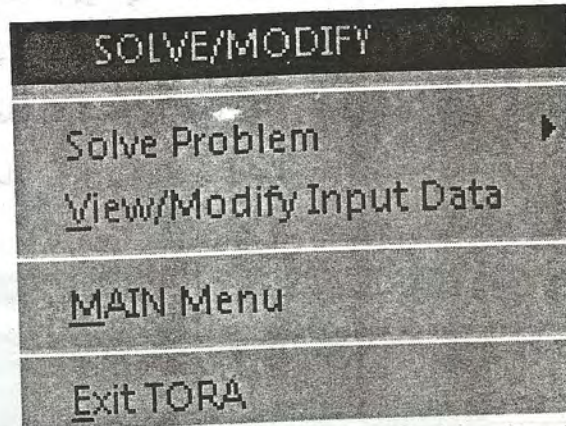 SOLVE/MODIFY
Solve Problem
View/Modify Input Data
MAIN Menu
Exit TORA